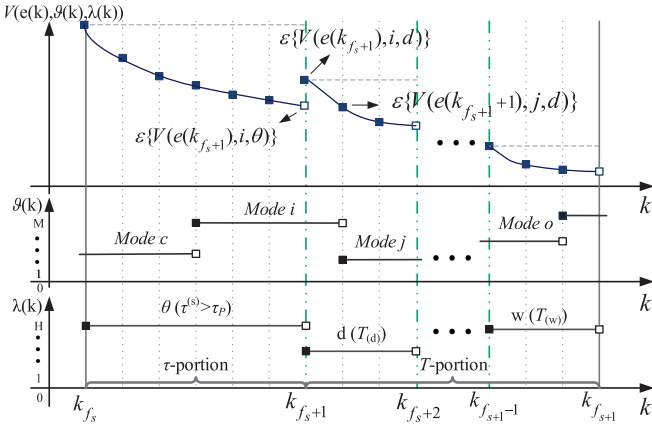 V(e(k),ϑ(k),λ(k))
ε{V(e(k_{f_s+1}),i,d)}
ε{V(e(k_{f_s+1}+1),j,d)}
ε{V(e(k_{f_s+1}),i,θ)}
• • •
k
ϑ(k)
M
Mode i
Mode o
Mode c
Mode j
• • •
1
0
k
λ(k)
θ (τ^{(s)}>τ_P)
w (T_{(w)})
H
d (T_{(d)})
• • •
τ-portion
T-portion
1
0
k_{f_s}
k_{f_s+1}
k_{f_s+2}
k_{f_{s+1}-1}
k_{f_{s+1}}
k